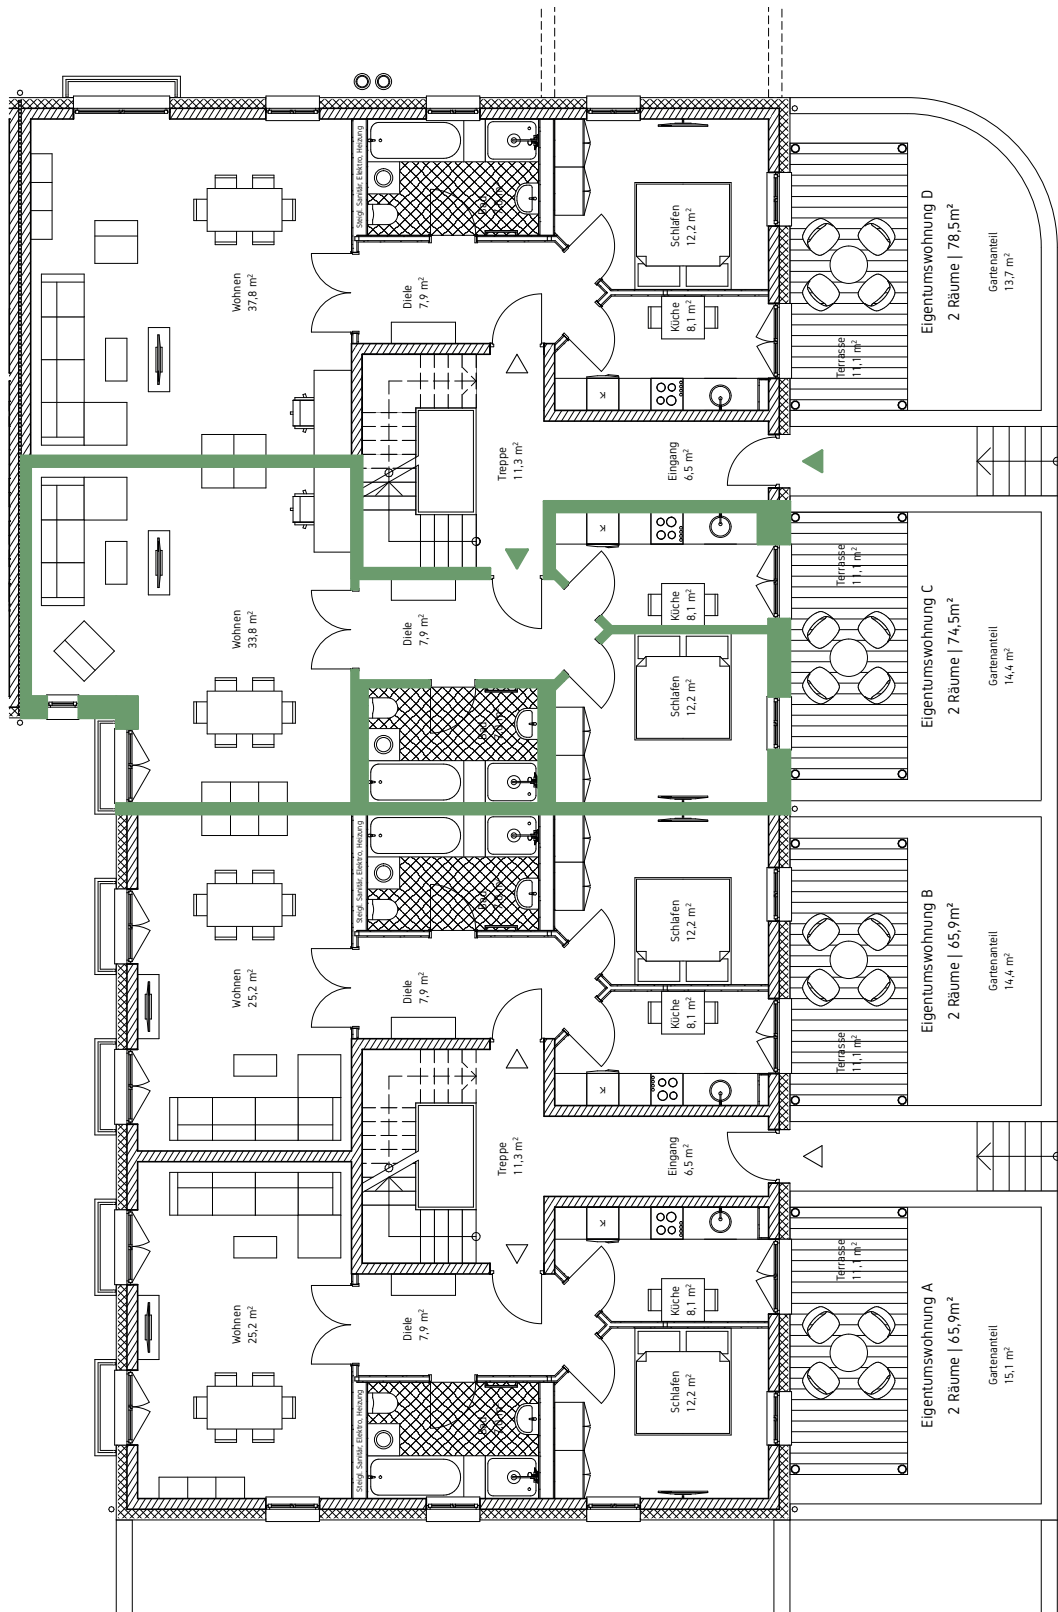 Steigl. Sanitär, Elektro, Heizung
Wohnen
37,8 m²
Diele
7,9 m²
Schlafen
12,2 m²
Küche
8,1 m²
K
Terrasse
11,1 m²
Eigentumswohnung D
2 Räume | 78,5m²
Gartenanteil
13,7 m²
Treppe
11,3 m²
Eingang
6,5 m²
Wohnen
33,8 m²
Diele
7,9 m²
K
Küche
8,1 m²
Schlafen
12,2 m²
Terrasse
11,1 m²
Eigentumswohnung C
2 Räume | 74,5m²
Gartenanteil
14,4 m²
Steigl. Sanitär, Elektro, Heizung
Wohnen
25,2 m²
Diele
7,9 m²
Schlafen
12,2 m²
Küche
8,1 m²
K
Terrasse
11,1 m²
Eigentumswohnung B
2 Räume | 65,9m²
Gartenanteil
14,4 m²
Treppe
11,3 m²
Eingang
6,5 m²
Wohnen
25,2 m²
Diele
7,9 m²
K
Küche
8,1 m²
Schlafen
12,2 m²
Steigl. Sanitär, Elektro, Heizung
Terrasse
11,1 m²
Eigentumswohnung A
2 Räume | 65,9m²
Gartenanteil
15,1 m²